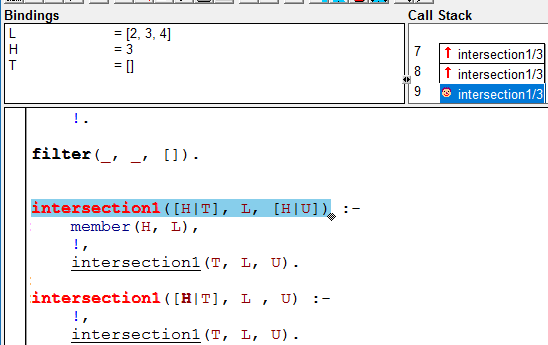 Bindings
L = [2, 3, 4]
H = 3
T = []
Call Stack
7 intersection1/3
8 intersection1/3
9 intersection1/3
!.
filter(_, _, []).
intersection1([H|T], L, [H|U]) :-
member(H, L),
!,
intersection1(T, L, U).
intersection1([H|T], L , U) :-
!,
intersection1(T, L, U).